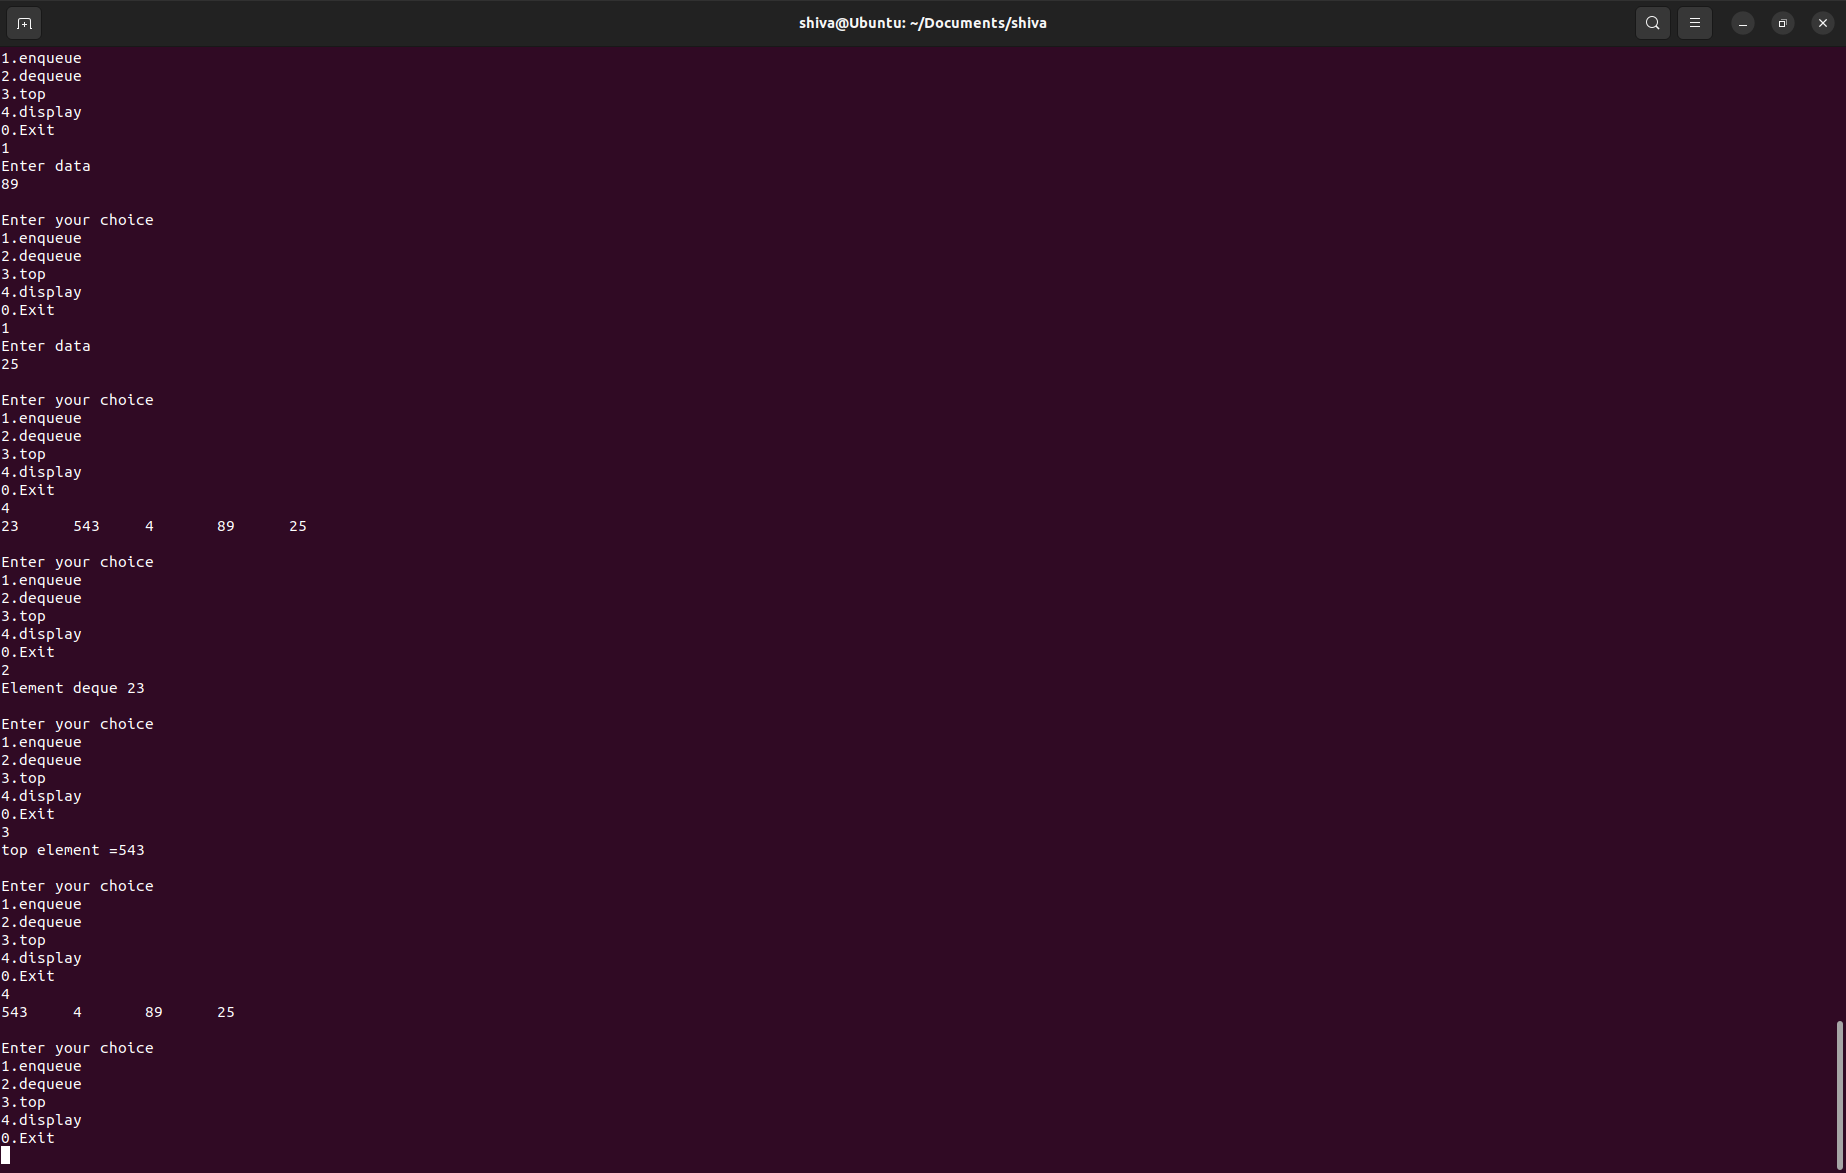 shiva@Ubuntu: ~/Documents/shiva
1.enqueue
2.dequeue
3.top
4.display
0.Exit
1
Enter data
89

Enter your choice
1.enqueue
2.dequeue
3.top
4.display
0.Exit
1
Enter data
25

Enter your choice
1.enqueue
2.dequeue
3.top
4.display
0.Exit
4
23	543	4	89	25

Enter your choice
1.enqueue
2.dequeue
3.top
4.display
0.Exit
2
Element deque 23

Enter your choice
1.enqueue
2.dequeue
3.top
4.display
0.Exit
3
top element =543

Enter your choice
1.enqueue
2.dequeue
3.top
4.display
0.Exit
4
543	4	89	25

Enter your choice
1.enqueue
2.dequeue
3.top
4.display
0.Exit